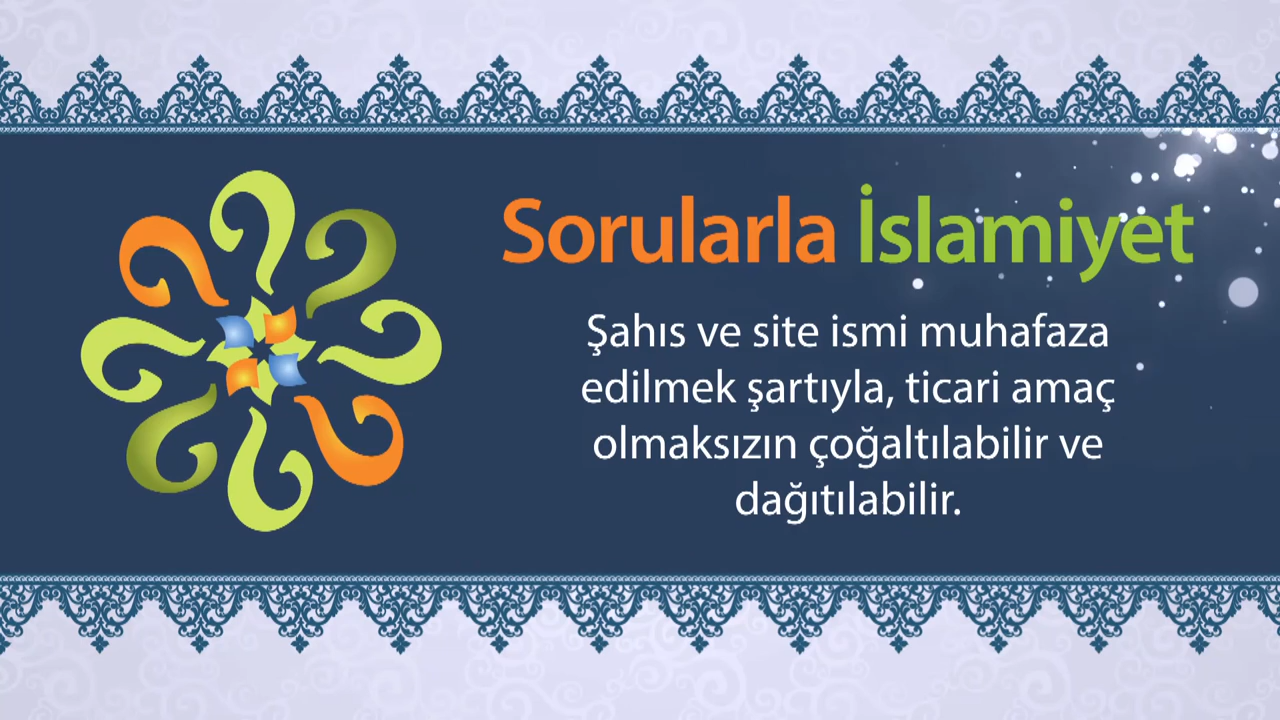 Sorularla İslamiyet
Şahıs ve site ismi muhafaza
edilmek şartıyla, ticari amaç
olmaksızın çoğaltılabilir ve
dağıtılabilir.